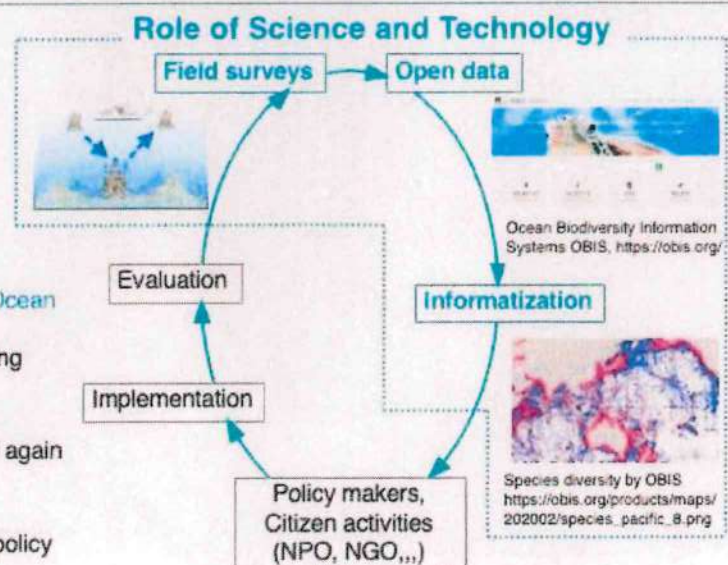 Role of Science and Technology
Field surveys
Open data
Ocean Biodiversity Information
Systems OBIS, https://obis.org/
Evaluation
Ocean
Informatization
ng
Implementation
again
Species diversity by OBIS
https://obis.org/products/maps/
202002/species_pacific_8.png
Policy makers,
Citizen activities
(NPO, NGO,,,)
policy